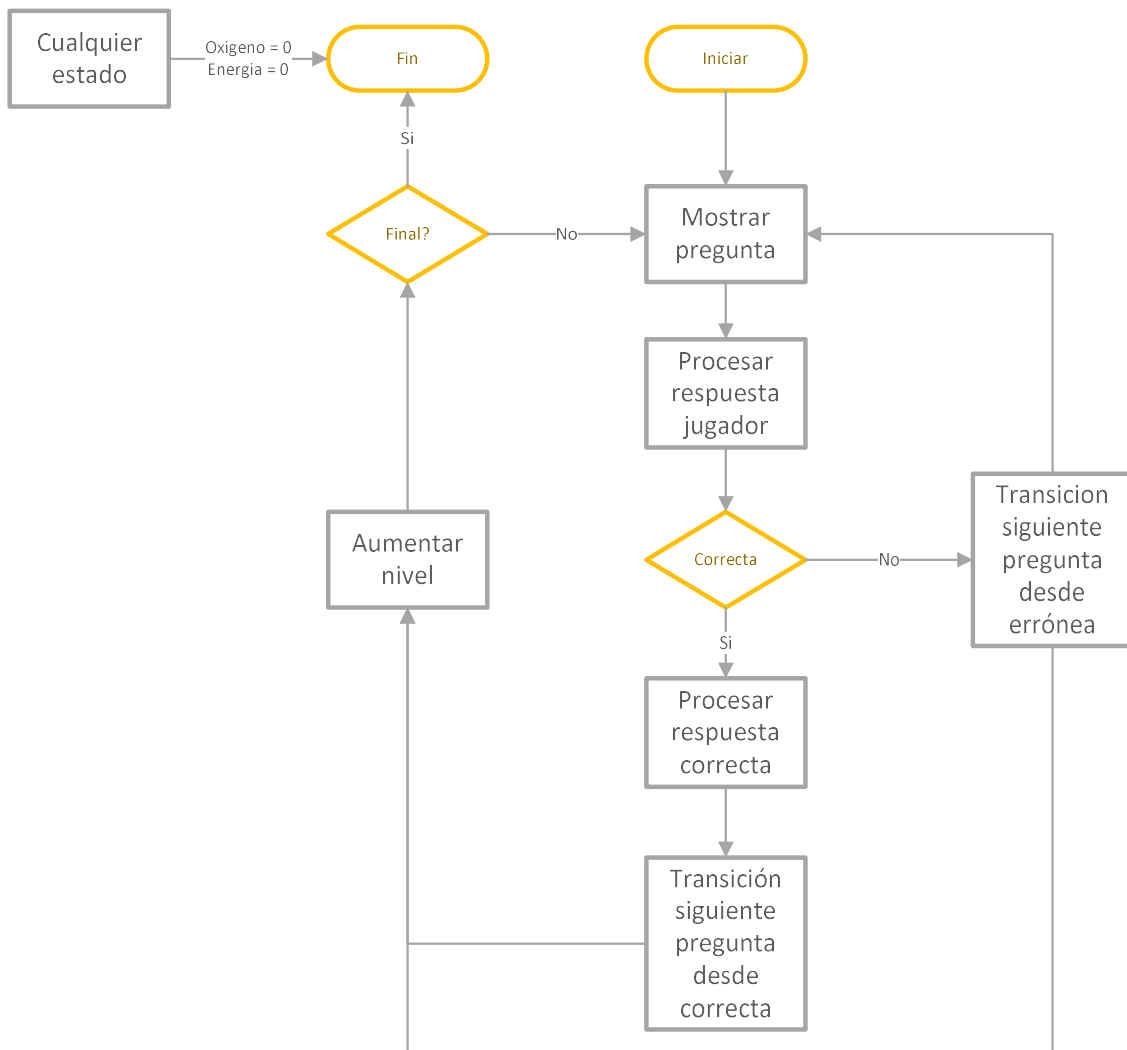 Cualquier
estado
Oxigeno = 0
Energia = 0
Fin
Iniciar
Si
Final?
No
Mostrar
pregunta
Procesar
respuesta
jugador
Aumentar
nivel
Correcta
No
Transicion
siguiente
pregunta
desde
errónea
Si
Procesar
respuesta
correcta
Transición
siguiente
pregunta
desde
correcta